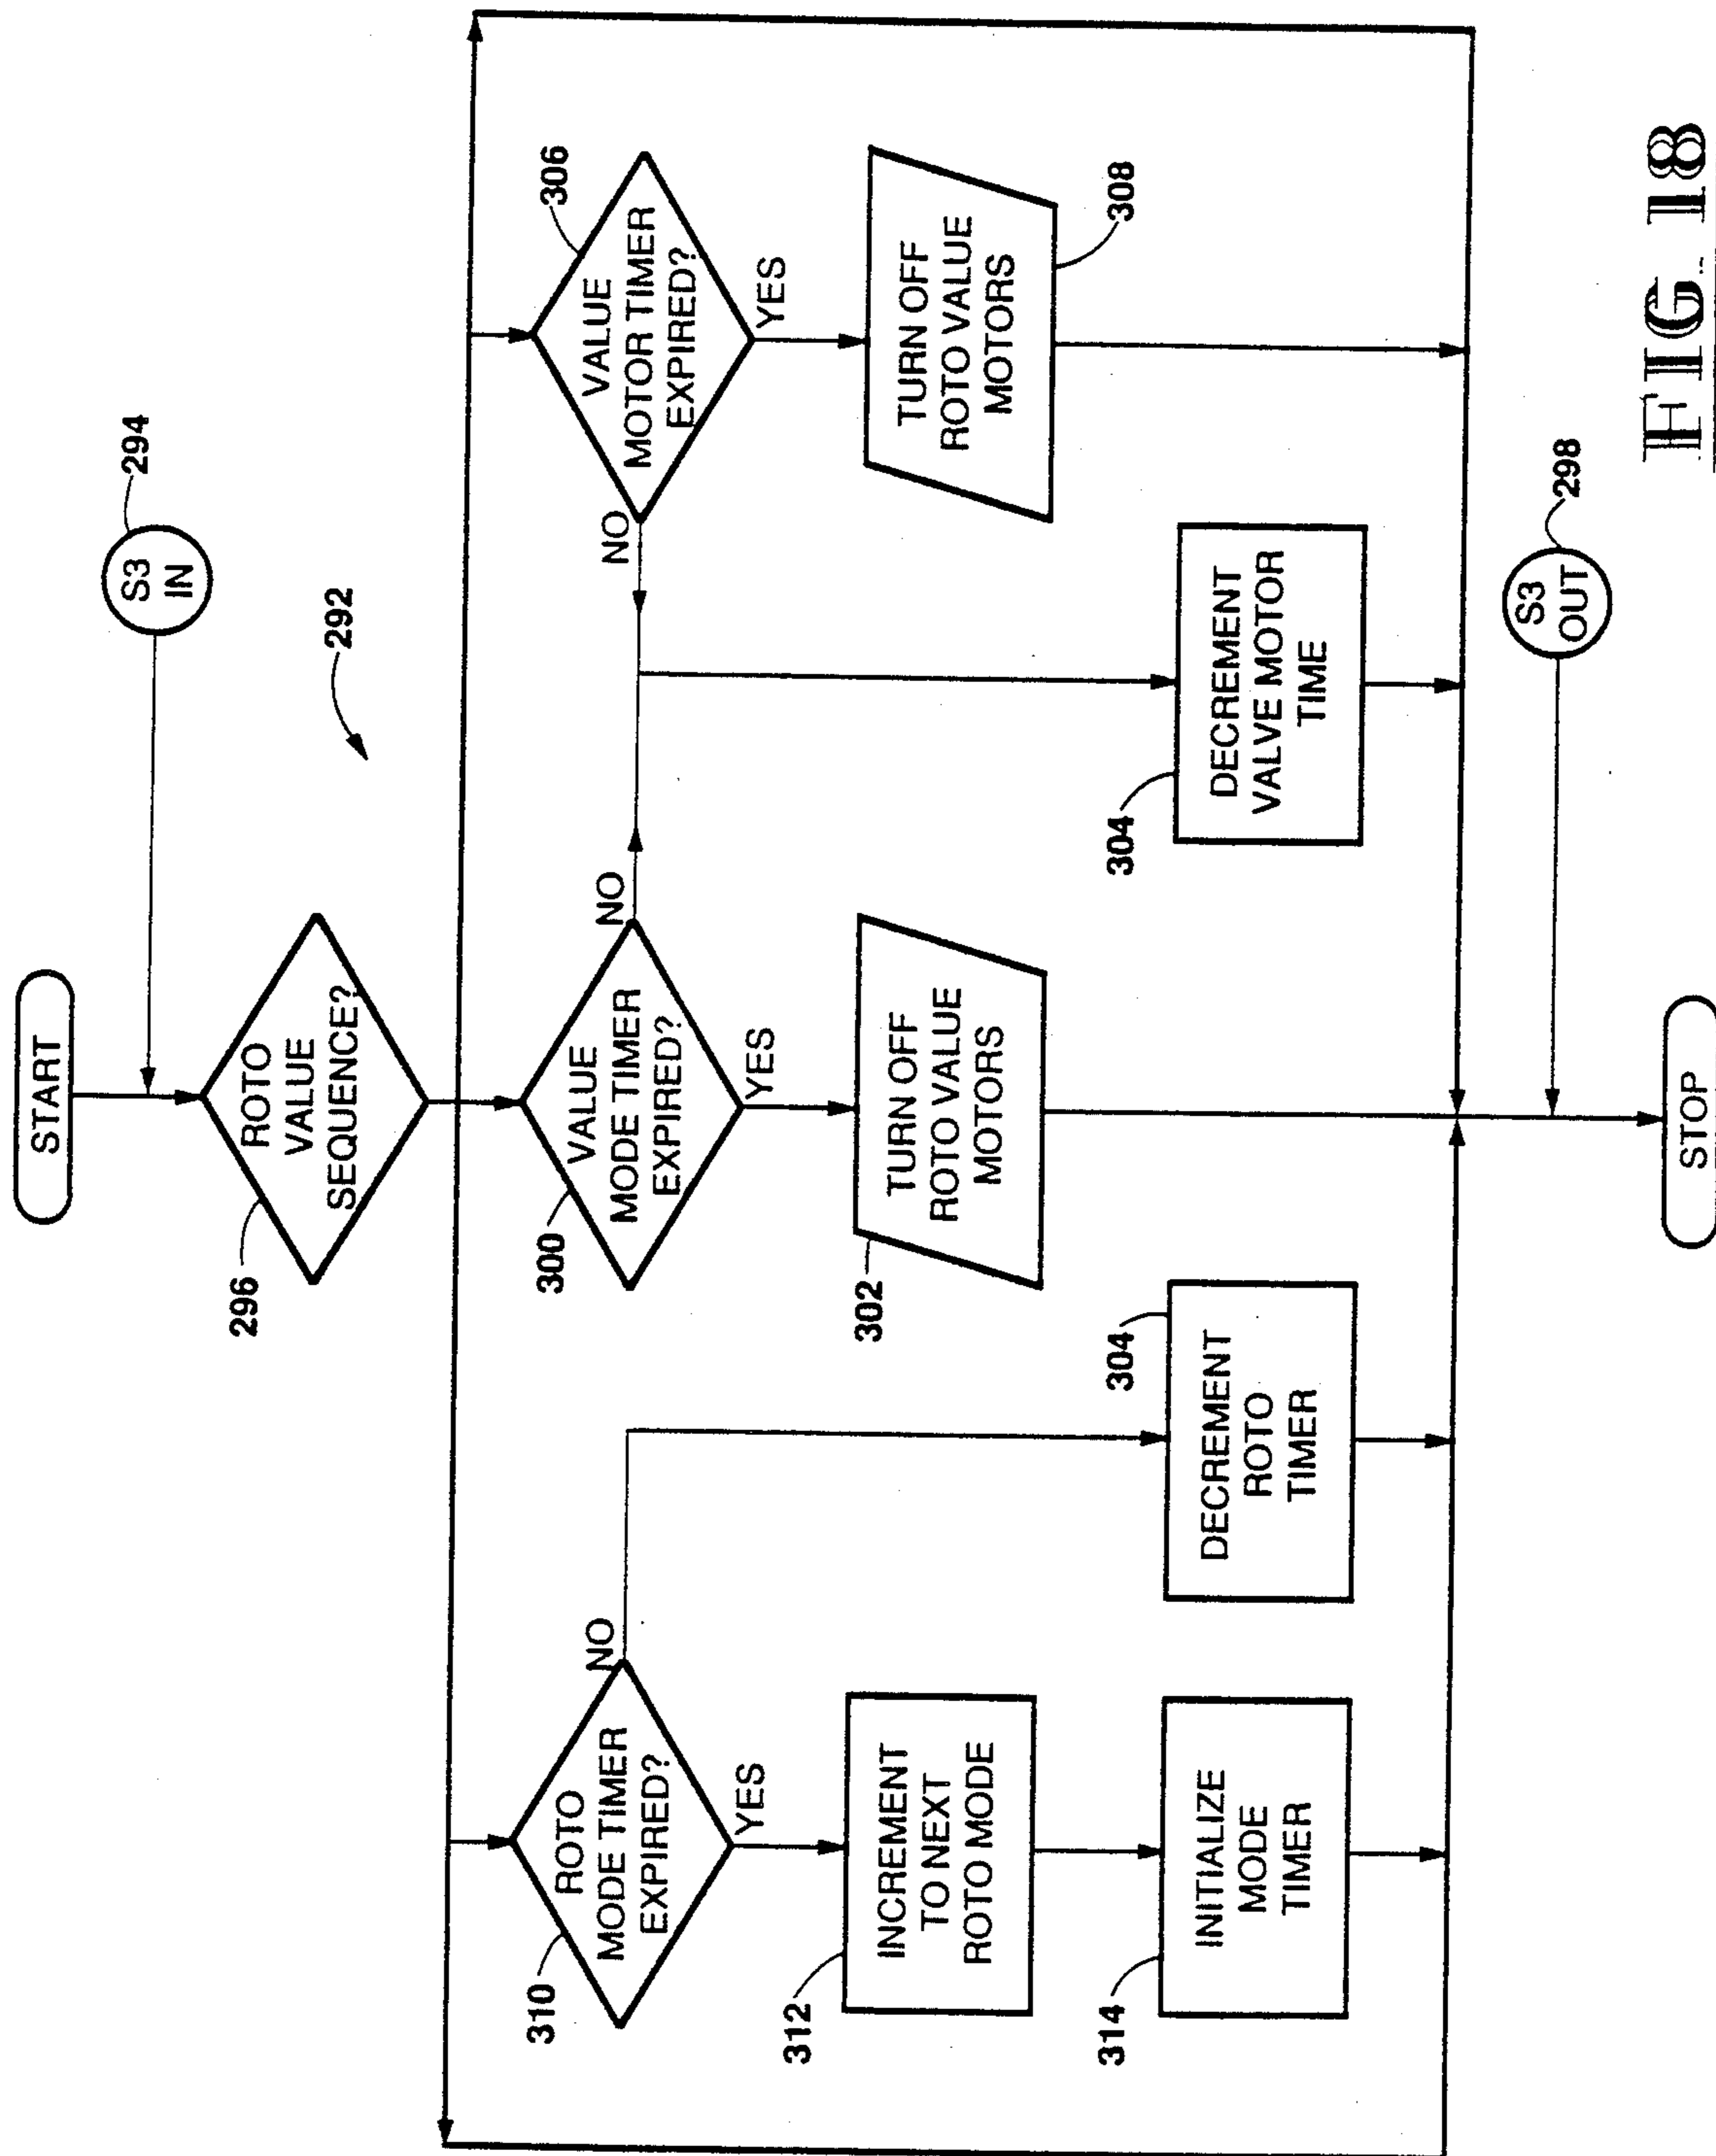 START
S3
IN
294
292
296
ROTO
VALUE
SEQUENCE?
310
ROTO
MODE TIMER
EXPIRED?
NO
YES
300
VALUE
MODE TIMER
EXPIRED?
NO
YES
306
VALUE
MOTOR TIMER
EXPIRED?
NO
YES
312
INCREMENT
TO NEXT
ROTO MODE
302
TURN OFF
ROTO VALUE
MOTORS
308
TURN OFF
ROTO VALUE
MOTORS
314
INITIALIZE
MODE
TIMER
304
DECREMENT
ROTO
TIMER
304
DECREMENT
VALVE MOTOR
TIME
S3
OUT
298
STOP
FIG. 18